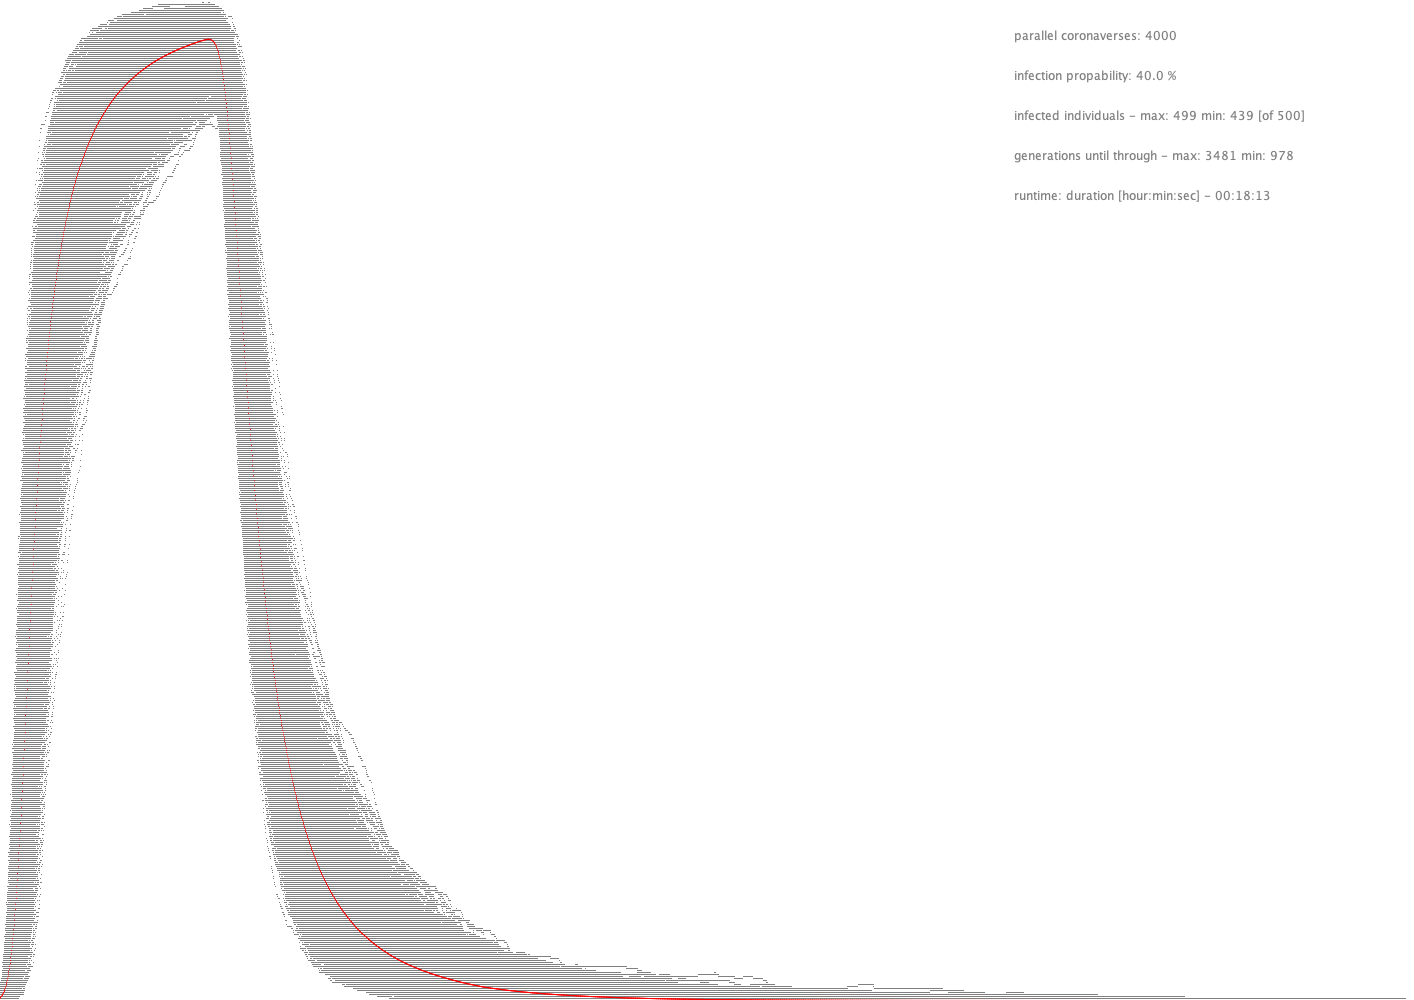 parallel coronaverses: 4000
infection propability: 40.0 %
infected individuals - max: 499 min: 439 [of 500]
generations until through - max: 3481 min: 978
runtime: duration [hour:min:sec] - 00:18:13